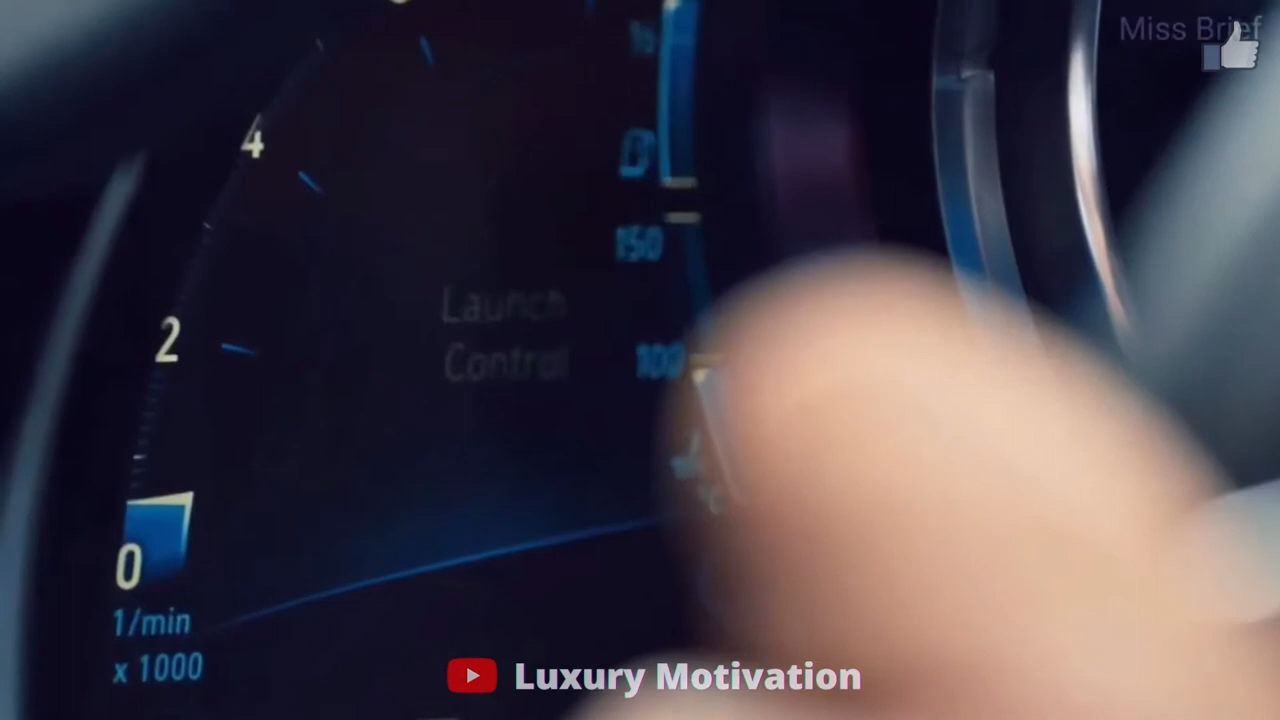 Miss Brief
4
150
Launch
Control
100
2
0
1/min
x 1000
Luxury Motivation